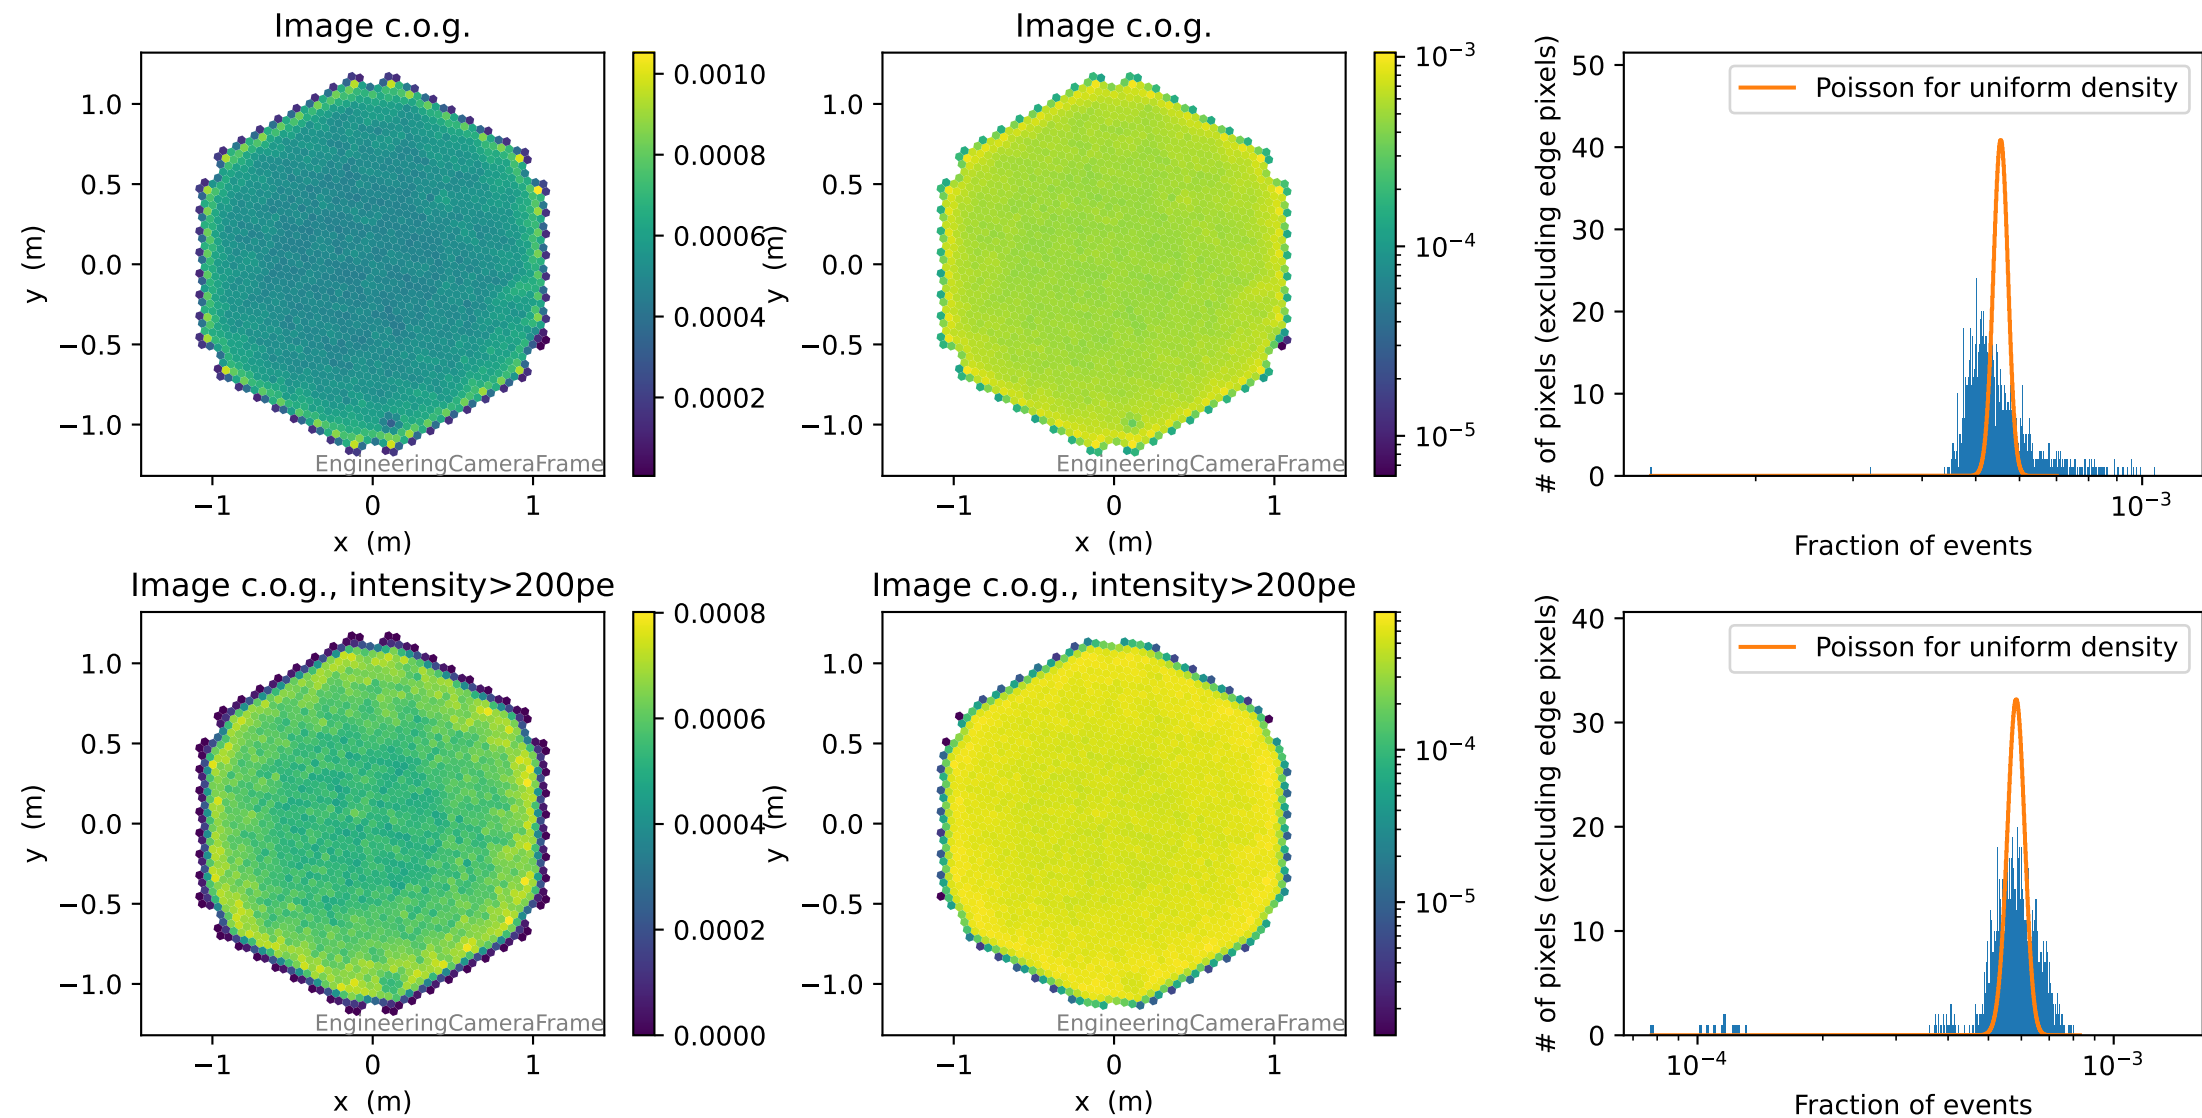 Image c.o.g.
1.0
0.5
0.0
−0.5
−1.0
y (m)
−1
0
1
x (m)
EngineeringCameraFrame
0.0010
0.0008
0.0006
0.0004
0.0002
Image c.o.g.
1.0
0.5
0.0
−0.5
−1.0
y (m)
−1
0
1
x (m)
EngineeringCameraFrame
10⁻³
10⁻⁴
10⁻⁵
50
40
30
20
10
0
# of pixels (excluding edge pixels)
Poisson for uniform density
10⁻³
Fraction of events
Image c.o.g., intensity>200pe
1.0
0.5
0.0
−0.5
−1.0
y (m)
−1
0
1
x (m)
EngineeringCameraFrame
0.0008
0.0006
0.0004
0.0002
0.0000
Image c.o.g., intensity>200pe
1.0
0.5
0.0
−0.5
−1.0
y (m)
−1
0
1
x (m)
EngineeringCameraFrame
10⁻⁴
10⁻⁵
40
30
20
10
0
# of pixels (excluding edge pixels)
Poisson for uniform density
10⁻⁴
10⁻³
Fraction of events